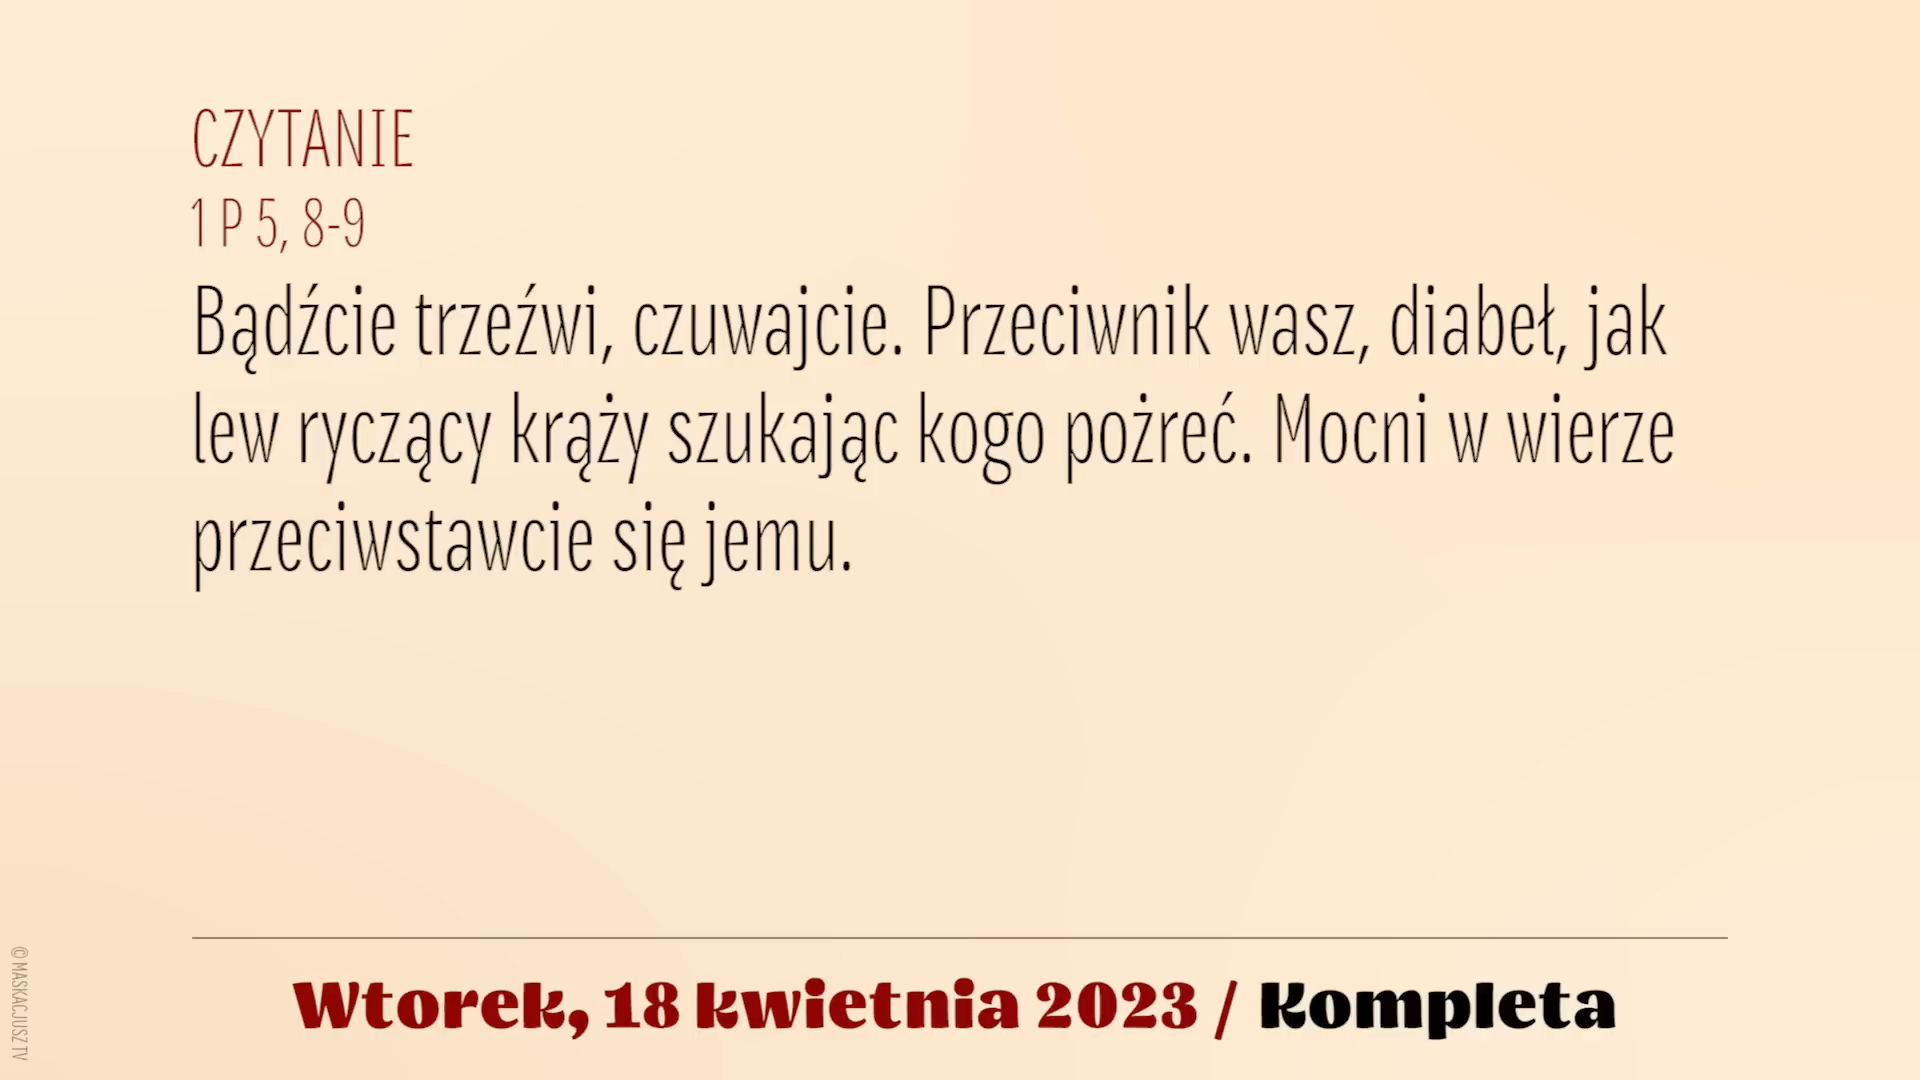 CZYTANIE
1 P 5, 8-9
Bądźcie trzeźwi, czuwajcie. Przeciwnik wasz, diabeł, jak
lew ryczący krąży szukając kogo pożreć. Mocni w wierze
przeciwstawcie się jemu.
© MASKACJUSZ TV
Wtorek, 18 kwietnia 2023 / Kompleta